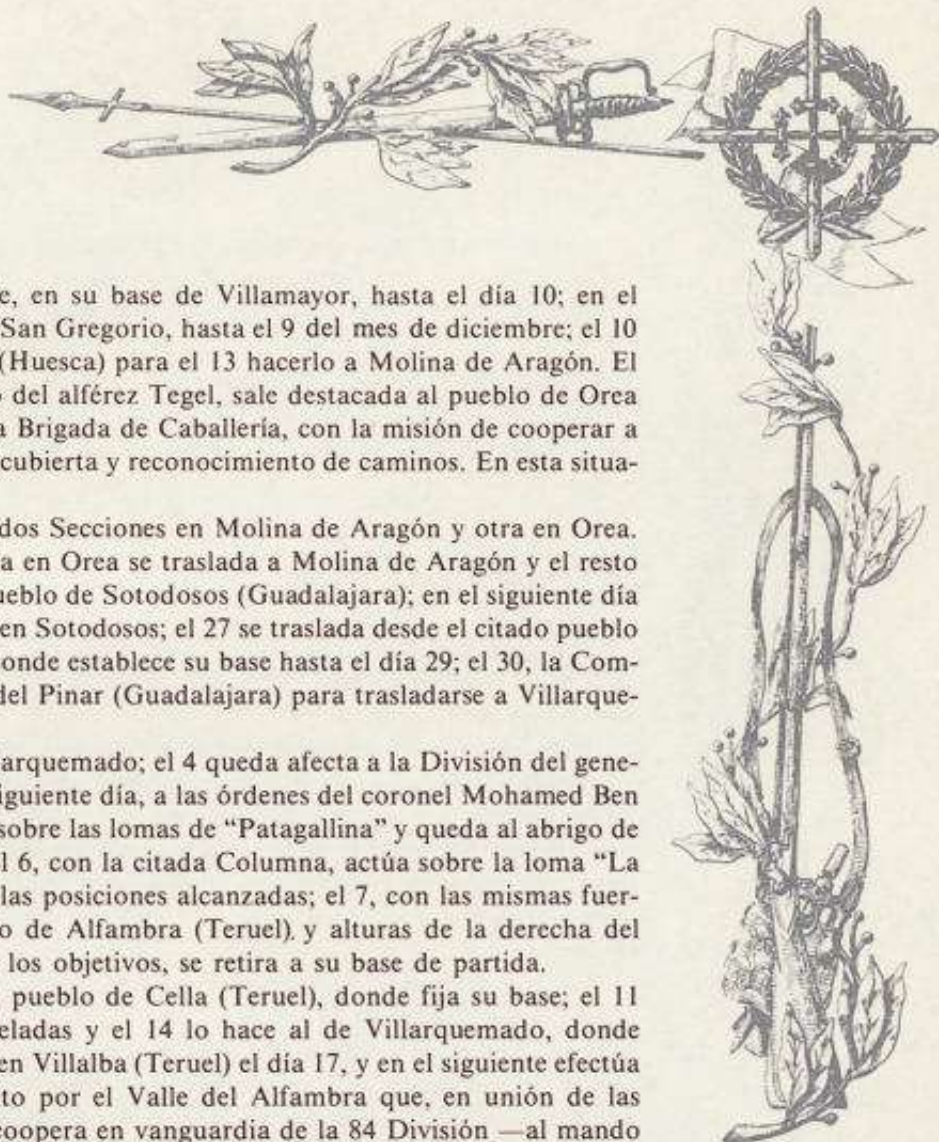 e, en su base de Villamayor, hasta el día 10; en el
San Gregorio, hasta el 9 del mes de diciembre; el 10
(Huesca) para el 13 hacerlo a Molina de Aragón. El
o del alférez Tegel, sale destacada al pueblo de Orea
a Brigada de Caballería, con la misión de cooperar a
cubierta y reconocimiento de caminos. En esta situa-
dos Secciones en Molina de Aragón y otra en Orea.
a en Orea se traslada a Molina de Aragón y el resto
ueblo de Sotodosos (Guadalajara); en el siguiente día
en Sotodosos; el 27 se traslada desde el citado pueblo
onde establece su base hasta el día 29; el 30, la Com-
del Pinar (Guadalajara) para trasladarse a Villarque-
arquemado; el 4 queda afecta a la División del gene-
iguiente día, a las órdenes del coronel Mohamed Ben
sobre las lomas de "Patagallina" y queda al abrigo de
l 6, con la citada Columna, actúa sobre la loma "La
las posiciones alcanzadas; el 7, con las mismas fuer-
o de Alfambra (Teruel) y alturas de la derecha del
los objetivos, se retira a su base de partida.
pueblo de Cella (Teruel), donde fija su base; el 11
eladas y el 14 lo hace al de Villarquemado, donde
en Villalba (Teruel) el día 17, y en el siguiente efectúa
to por el Valle del Alfambra que, en unión de las
coopera en vanguardia de la 84 División —al mando